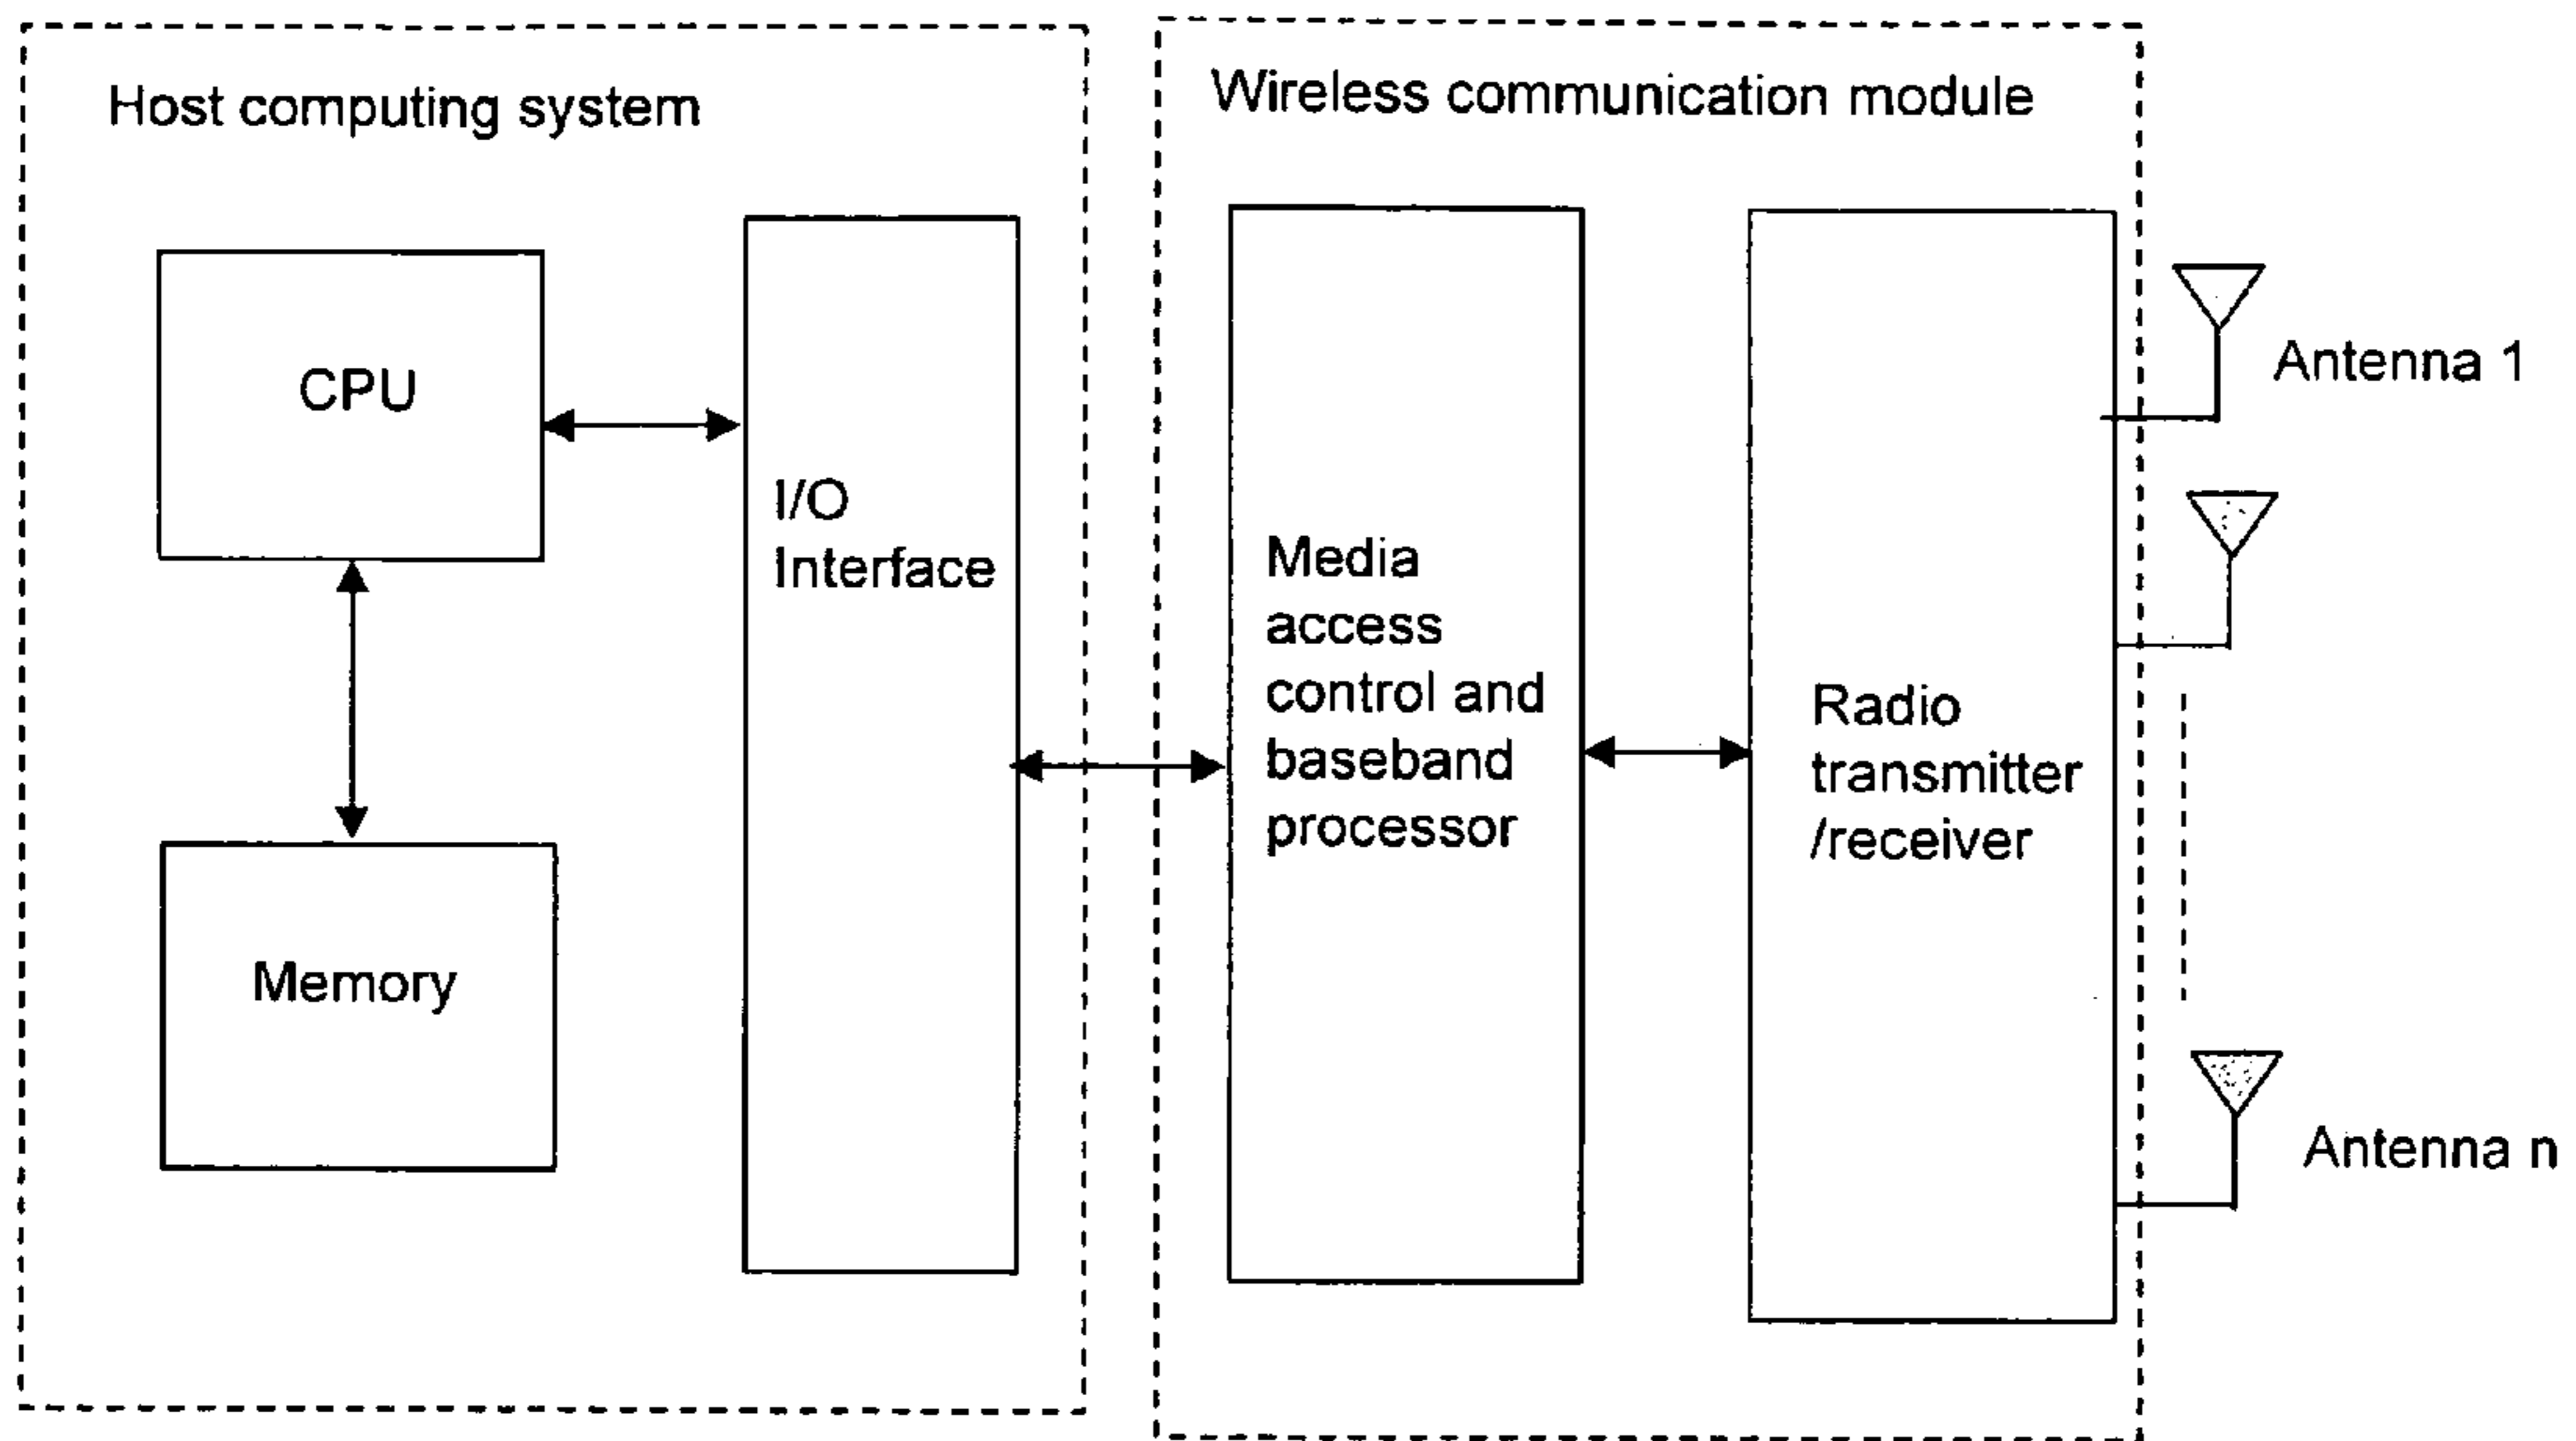 Host computing system
Wireless communication module
CPU
I/O
Interface
Memory
Media
access
control and
baseband
processor
Radio
transmitter
/receiver
Antenna 1
Antenna n